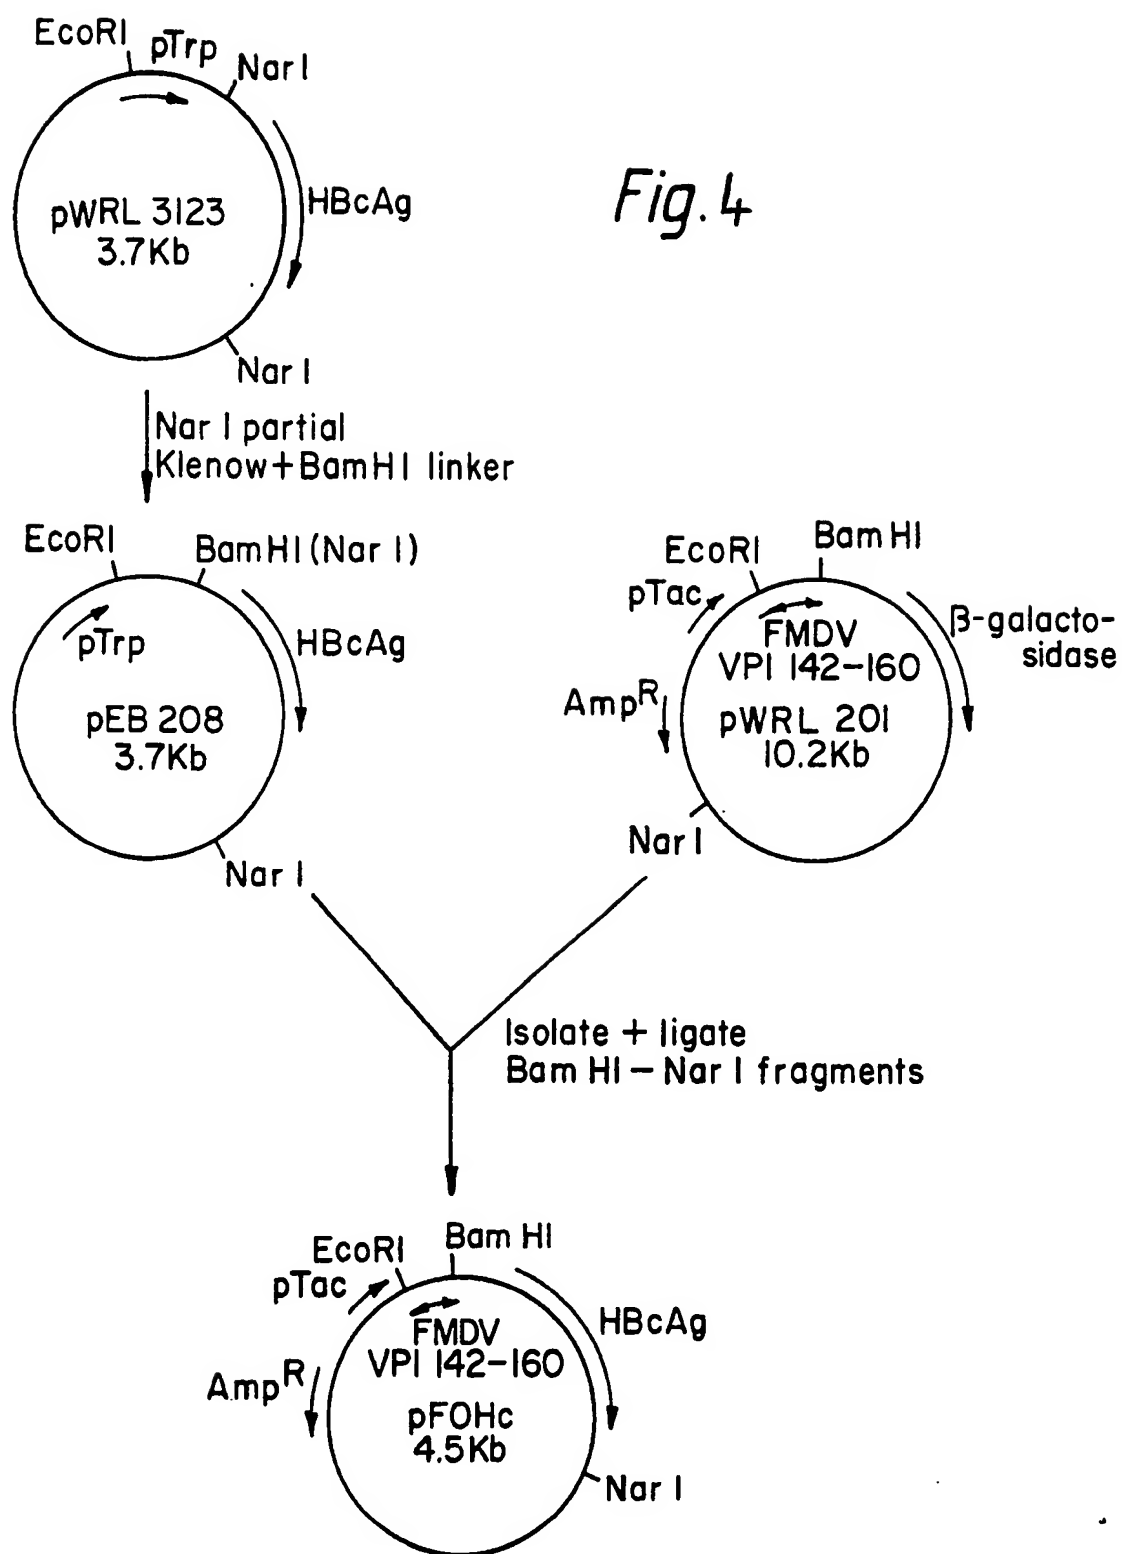 EcoRI
pTrp
Nar I
HBcAg
pWRL 3123
3.7Kb
Nar I
Fig. 4
Nar I partial
Klenow+BamHI linker
EcoRI
BamHI (Nar I)
pTrp
HBcAg
pEB 208
3.7Kb
Nar I
EcoRI
Bam HI
pTac
FMDV
VPI 142-160
β-galacto-
sidase
AmpR
pWRL 201
10.2Kb
Nar I
Isolate + ligate
Bam HI - Nar I fragments
EcoRI
Bam HI
pTac
FMDV
VPI 142-160
HBcAg
AmpR
pFOHc
4.5Kb
Nar I